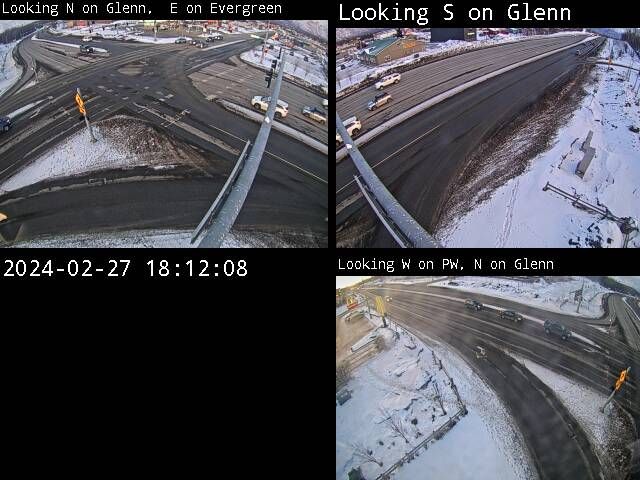 Looking N on Glenn, E on Evergreen
Looking S on Glenn
2024-02-27 18:12:08
Looking W on PW, N on Glenn